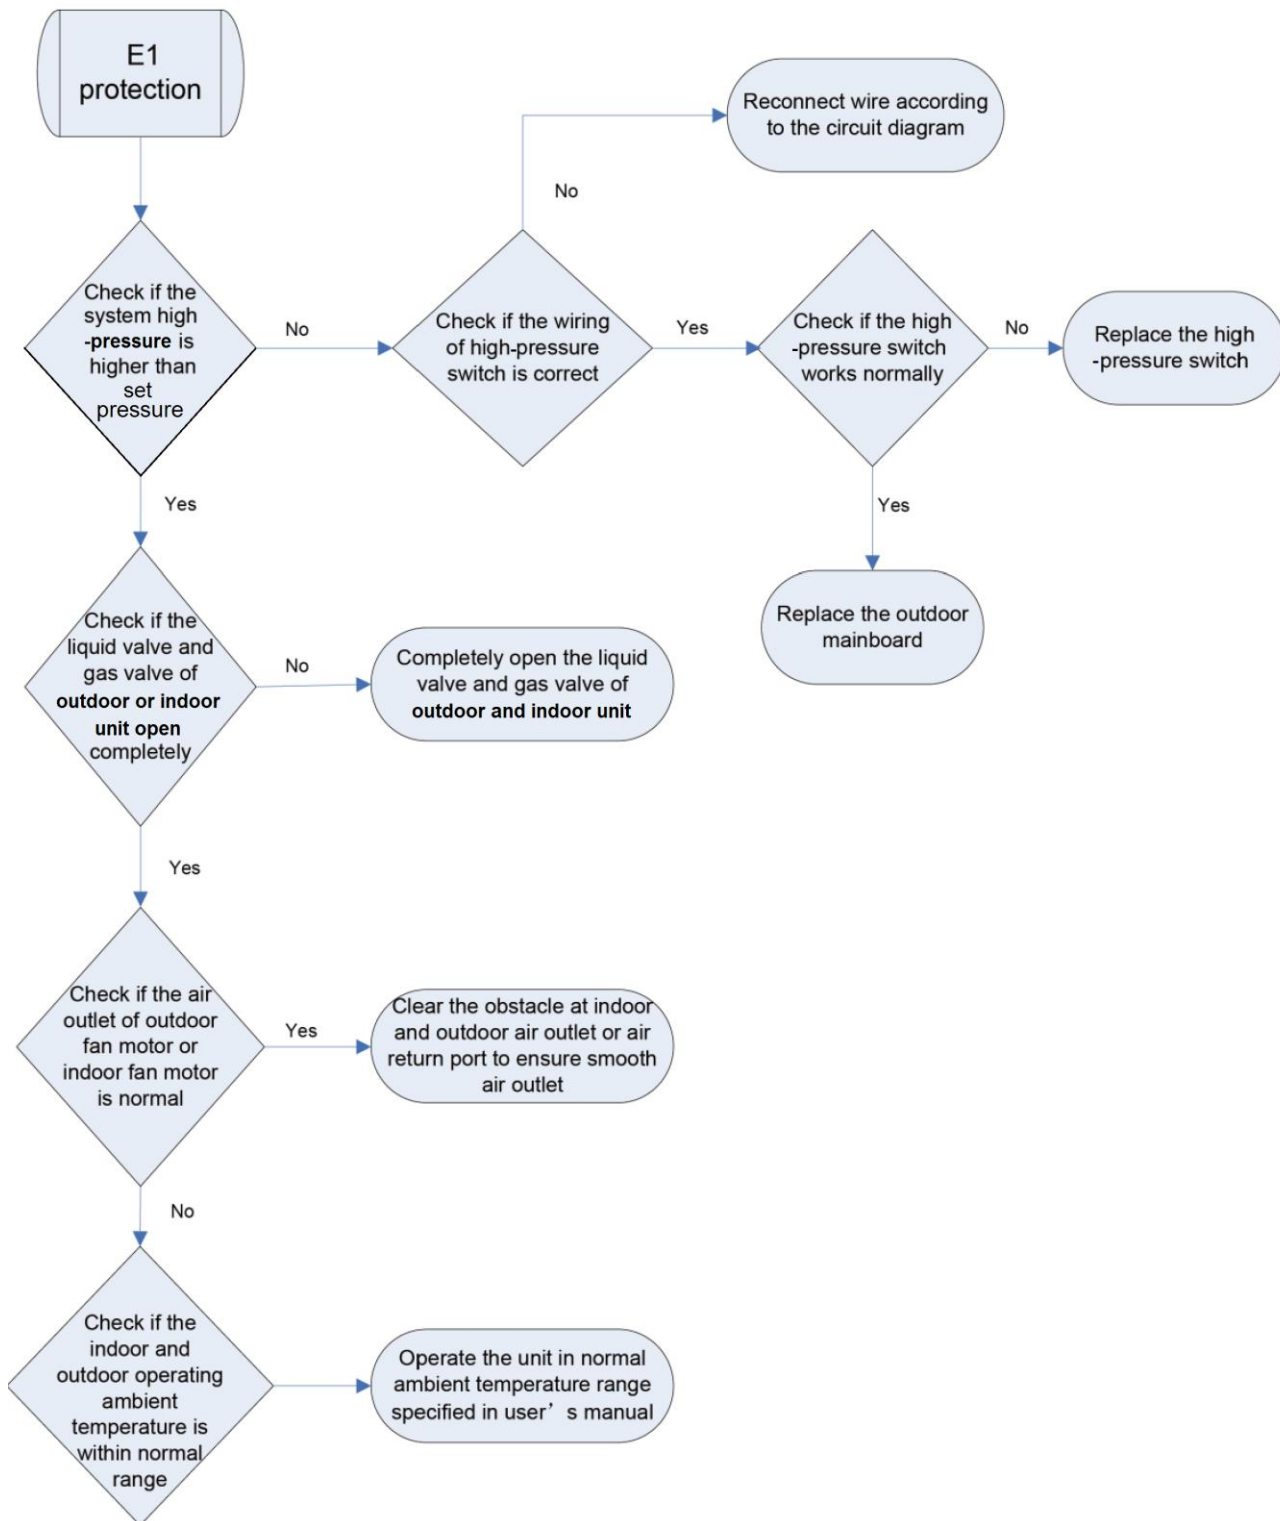 E1
protection
Reconnect wire according
to the circuit diagram
No
Check if the
system high
-pressure is
higher than
set
pressure
No
Check if the wiring
of high-pressure
switch is correct
Yes
Check if the high
-pressure switch
works normally
No
Replace the high
-pressure switch
Yes
Yes
Replace the outdoor
mainboard
Check if the
liquid valve and
gas valve of
outdoor or indoor
unit open
completely
No
Completely open the liquid
valve and gas valve of
outdoor and indoor unit
Yes
Check if the air
outlet of outdoor
fan motor or
indoor fan motor
is normal
Yes
Clear the obstacle at indoor
and outdoor air outlet or air
return port to ensure smooth
air outlet
No
Check if the
indoor and
outdoor operating
ambient
temperature is
within normal
range
Operate the unit in normal
ambient temperature range
specified in user’s manual